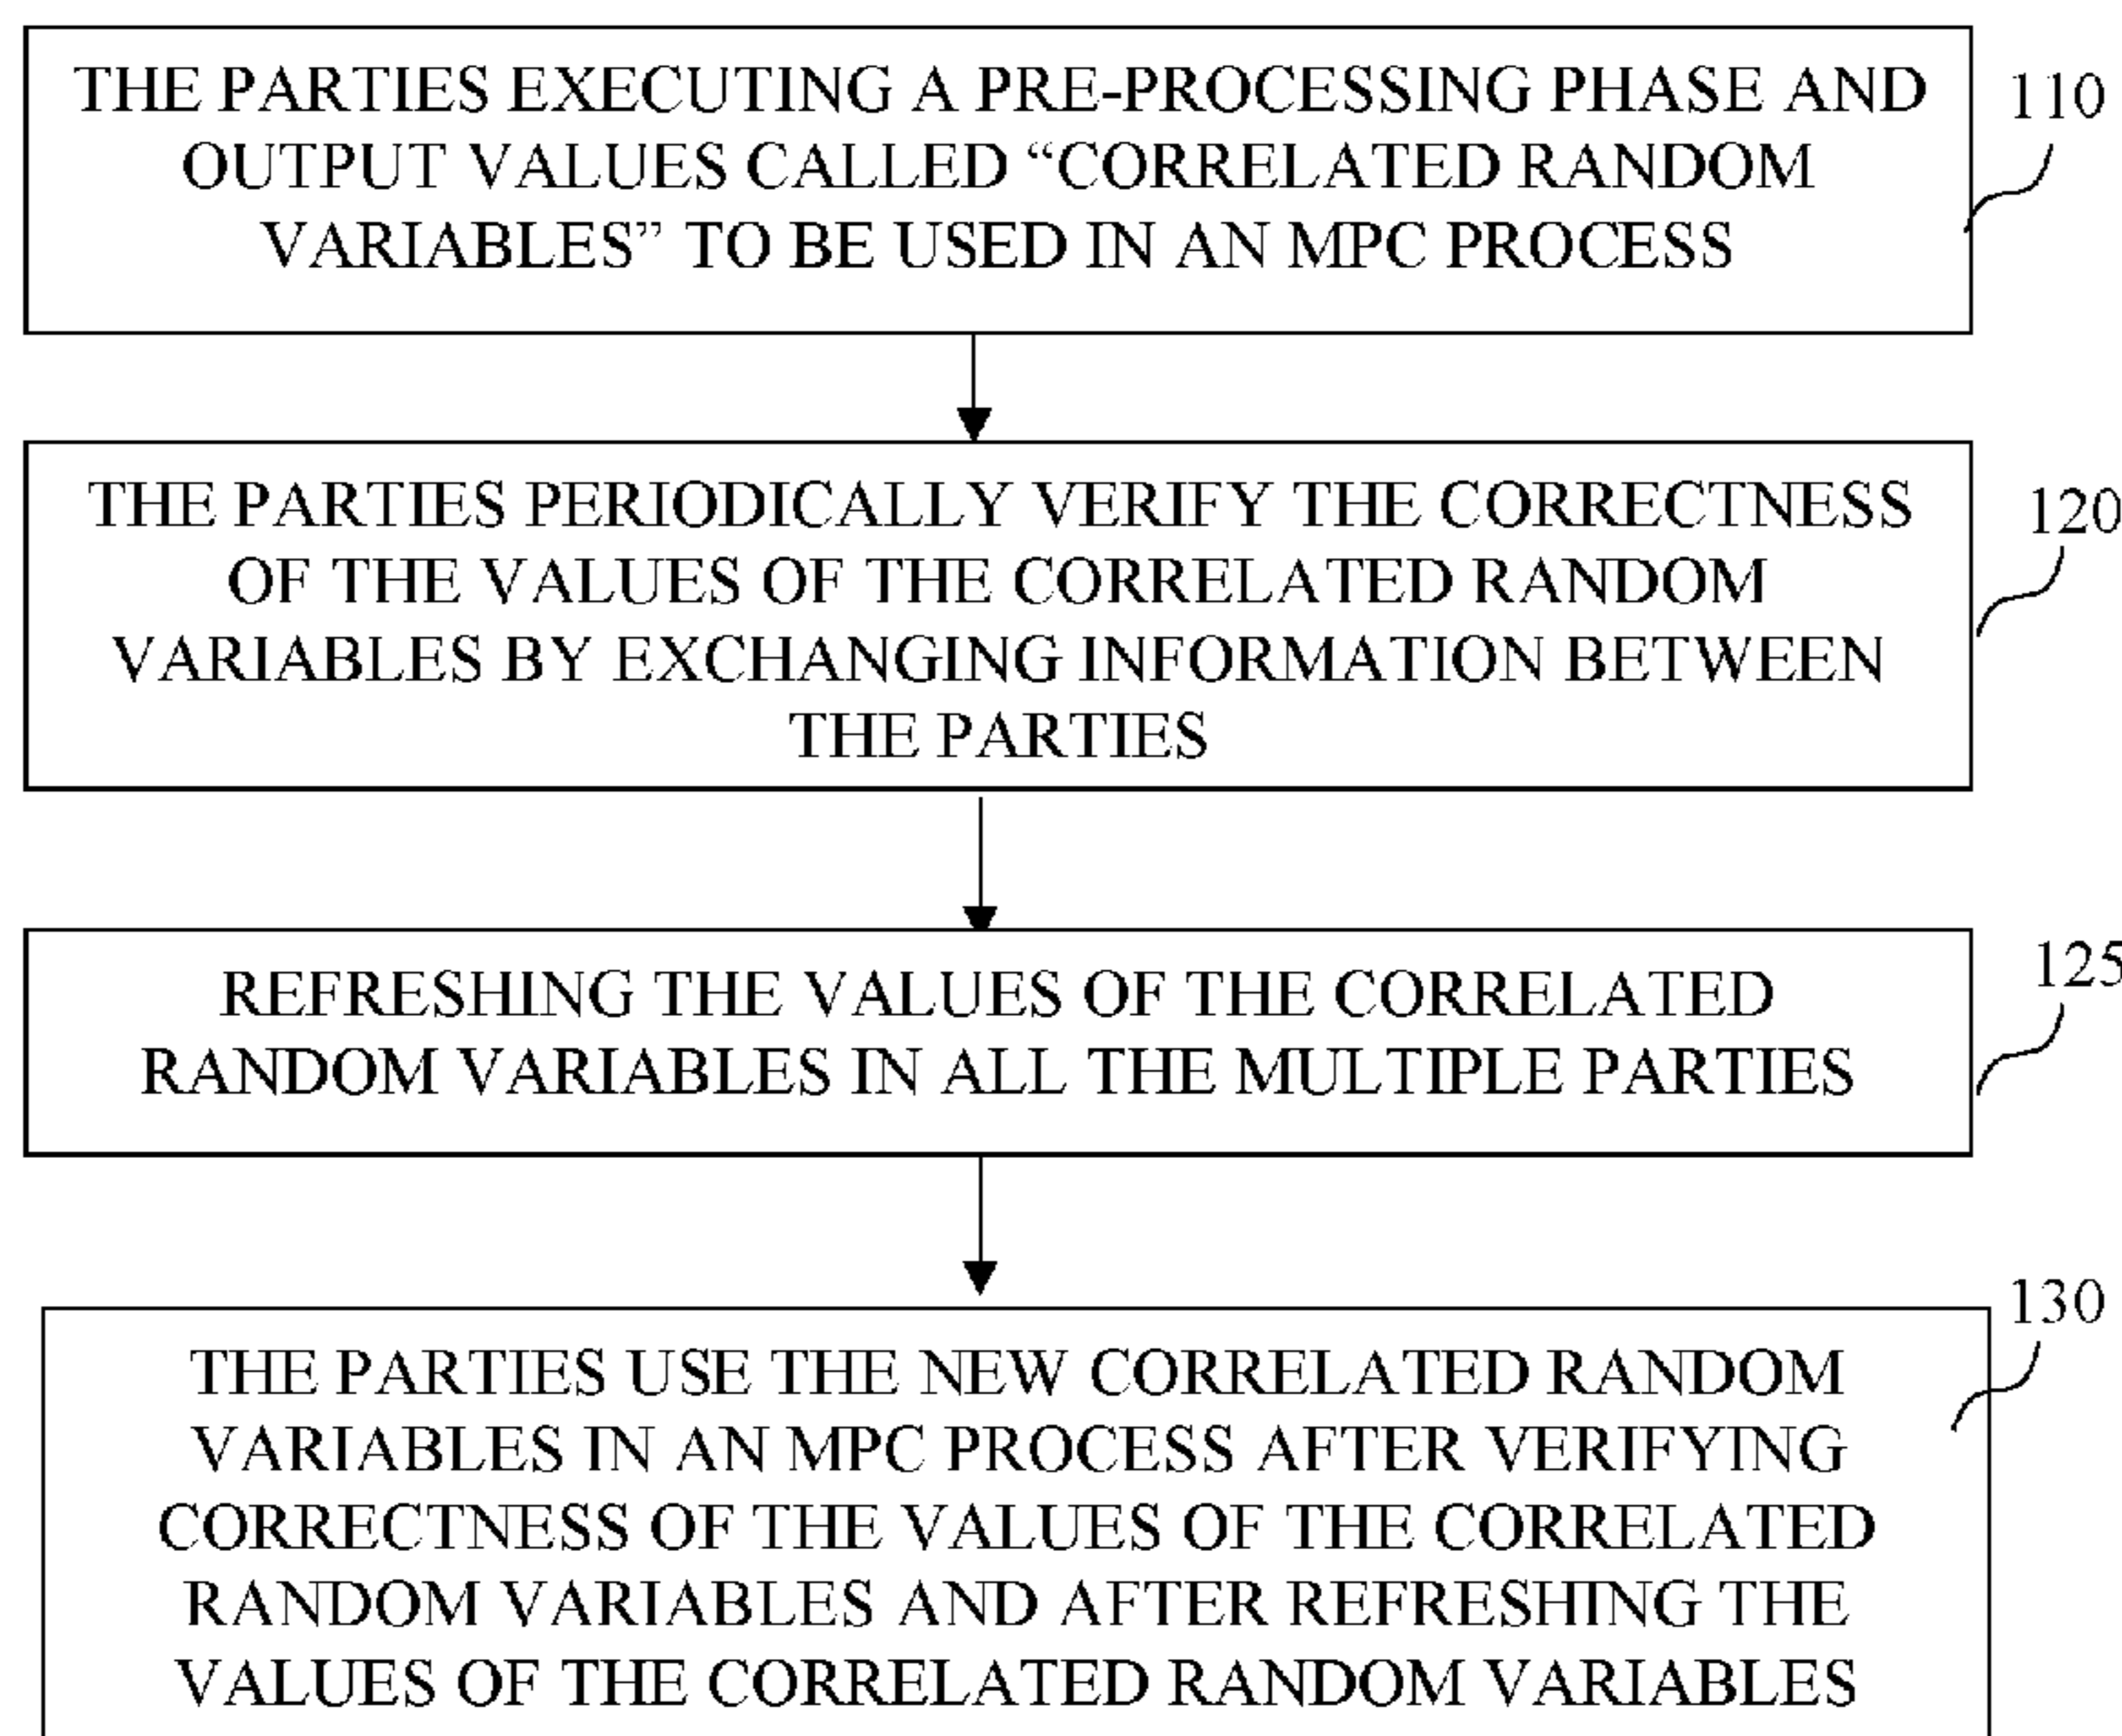 THE PARTIES EXECUTING A PRE-PROCESSING PHASE AND
OUTPUT VALUES CALLED “CORRELATED RANDOM
VARIABLES” TO BE USED IN AN MPC PROCESS
110
THE PARTIES PERIODICALLY VERIFY THE CORRECTNESS
OF THE VALUES OF THE CORRELATED RANDOM
VARIABLES BY EXCHANGING INFORMATION BETWEEN
THE PARTIES
120
REFRESHING THE VALUES OF THE CORRELATED
RANDOM VARIABLES IN ALL THE MULTIPLE PARTIES
125
THE PARTIES USE THE NEW CORRELATED RANDOM
VARIABLES IN AN MPC PROCESS AFTER VERIFYING
CORRECTNESS OF THE VALUES OF THE CORRELATED
RANDOM VARIABLES AND AFTER REFRESHING THE
VALUES OF THE CORRELATED RANDOM VARIABLES
130